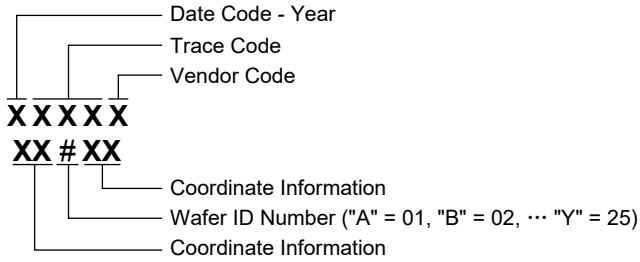 Date Code - Year
Trace Code
Vendor Code
X X X X X
XX # XX
Coordinate Information
Wafer ID Number ("A" = 01, "B" = 02, ··· "Y" = 25)
Coordinate Information